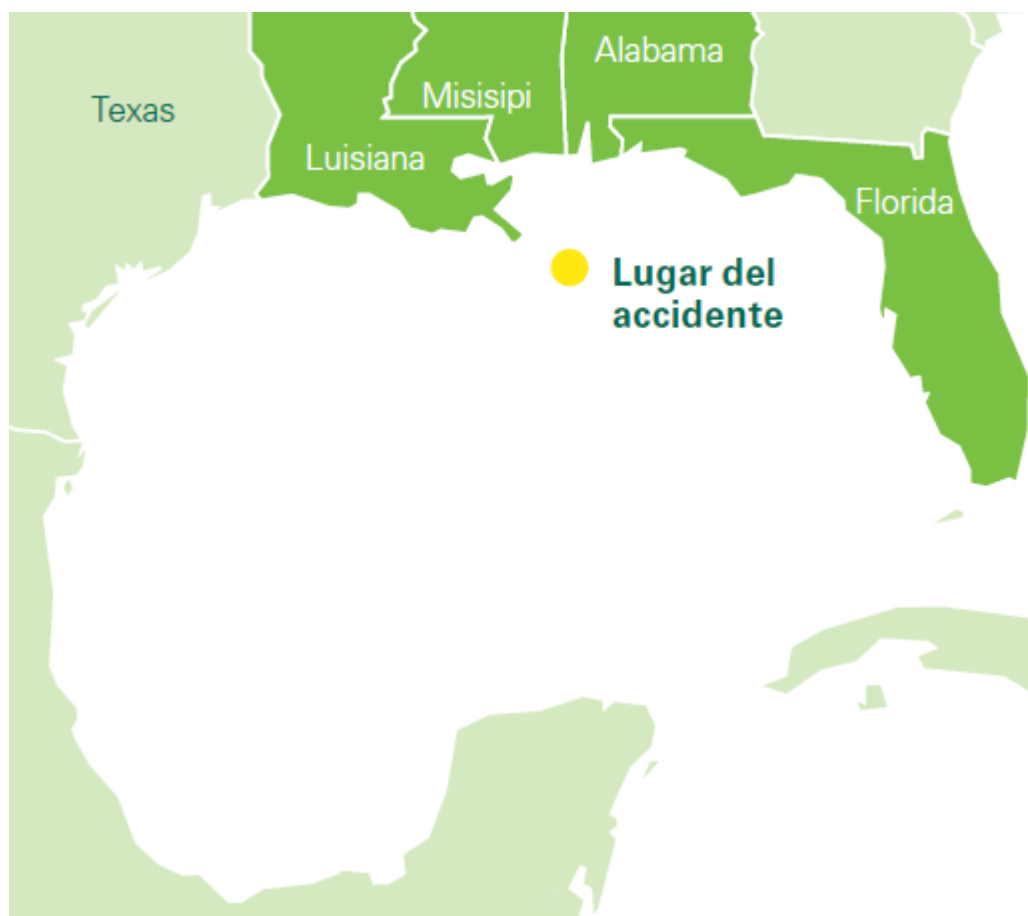 Alabama
Misisipi
Texas
Luisiana
Florida
Lugar del
accidente